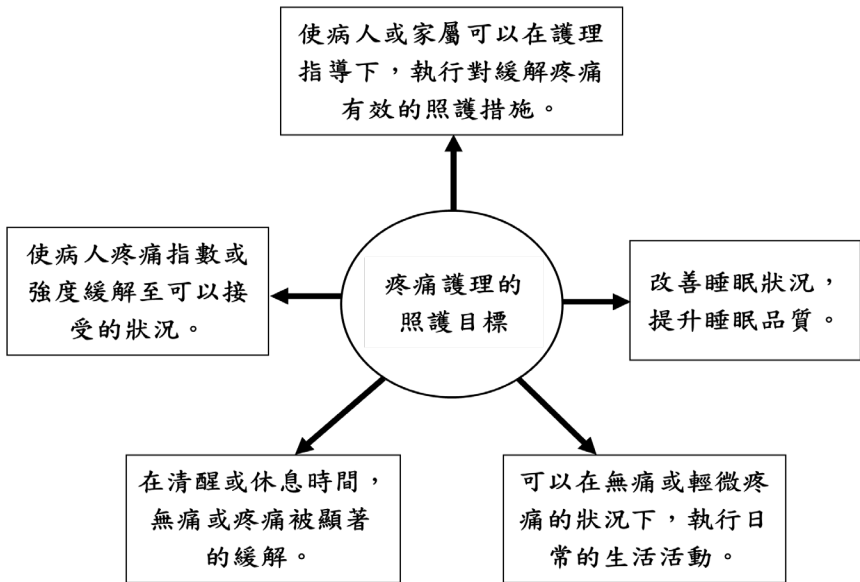 使病人或家屬可以在護理
指導下，執行對緩解疼痛
有效的照護措施。
使病人疼痛指數或
強度緩解至可以接
受的狀況。
疼痛護理的
照護目標
改善睡眠狀況，
提升睡眠品質。
在清醒或休息時間，
無痛或疼痛被顯著
的緩解。
可以在無痛或輕微疼
痛的狀況下，執行日
常的生活活動。